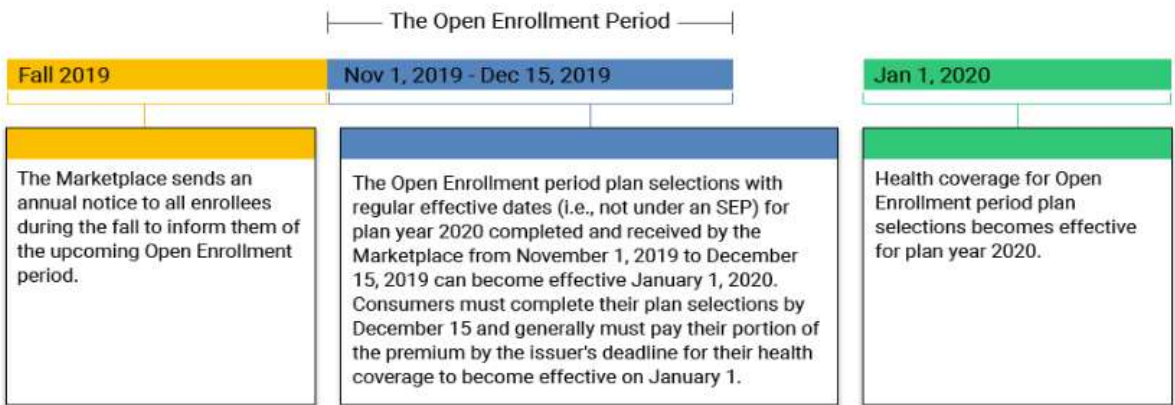 The Open Enrollment Period
Fall 2019
Nov 1, 2019 - Dec 15, 2019
Jan 1, 2020
The Marketplace sends an
annual notice to all enrollees
during the fall to inform them of
the upcoming Open Enrollment
period.
The Open Enrollment period plan selections with
regular effective dates (i.e., not under an SEP) for
plan year 2020 completed and received by the
Marketplace from November 1, 2019 to December
15, 2019 can become effective January 1, 2020.
Consumers must complete their plan selections by
December 15 and generally must pay their portion of
the premium by the issuer's deadline for their health
coverage to become effective on January 1.
Health coverage for Open
Enrollment period plan
selections becomes effective
for plan year 2020.